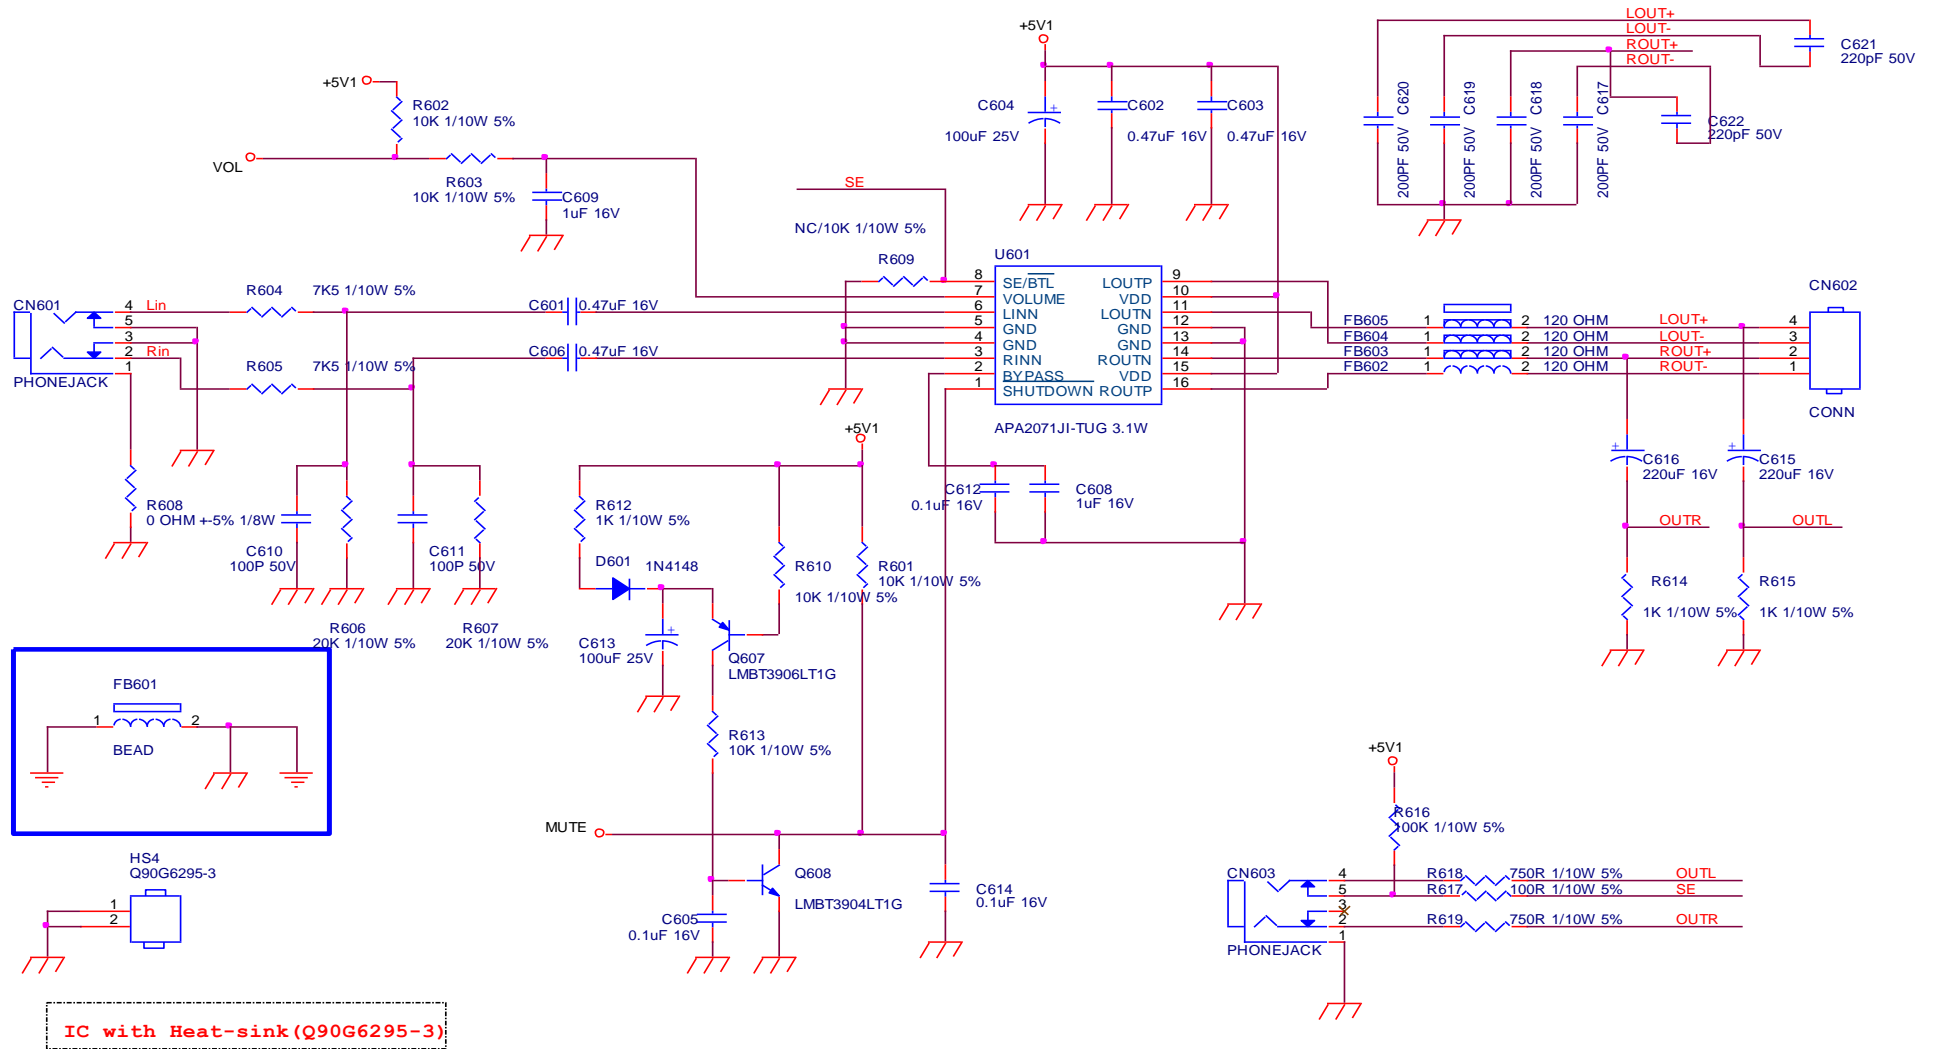 +5V1
R602
10K 1/10W 5%
VOL
R603
10K 1/10W 5%
C609
1uF 16V
+5V1
C604
100uF 25V
C602
0.47uF 16V
C603
0.47uF 16V
LOUT+
LOUT-
ROUT+
ROUT-
C621
220pF 50V
C622
220pF 50V
200PF 50V C620
200PF 50V C619
200PF 50V C618
200PF 50V C617
SE
NC/10K 1/10W 5%
R609
U601
8 SE/BTL
7 VOLUME
6 LINN
5 GND
4 GND
3 RINN
2 BYPASS
1 SHUTDOWN
LOUTP 9
VDD 10
LOUTN 11
GND 12
GND 13
ROUTN 14
VDD 15
ROUTP 16
APA2071JI-TUG 3.1W
CN601
4 Lin
5
3
2 Rin
1
PHONEJACK
R604 7K5 1/10W 5%
R605 7K5 1/10W 5%
C601 0.47uF 16V
C606 0.47uF 16V
FB605 1 2 120 OHM LOUT+ 4
FB604 1 2 120 OHM LOUT- 3
FB603 1 2 120 OHM ROUT+ 2
FB602 1 2 120 OHM ROUT- 1
CN602
CONN
R608
0 OHM +-5% 1/8W
C610
100P 50V
R606
20K 1/10W 5%
C611
100P 50V
R607
20K 1/10W 5%
+5V1
R612
1K 1/10W 5%
D601 1N4148
R610
10K 1/10W 5%
R601
10K 1/10W 5%
C613
100uF 25V
Q607
LMBT3906LT1G
R613
10K 1/10W 5%
C612
0.1uF 16V
C608
1uF 16V
C616
220uF 16V
C615
220uF 16V
OUTR
OUTL
R614
1K 1/10W 5%
R615
1K 1/10W 5%
FB601
1 2
BEAD
MUTE
Q608
LMBT3904LT1G
C605
0.1uF 16V
C614
0.1uF 16V
HS4
Q90G6295-3
1
2
+5V1
R616
100K 1/10W 5%
CN603
4 R618 750R 1/10W 5% OUTL
5 R617 100R 1/10W 5% SE
3
2 R619 750R 1/10W 5% OUTR
1
PHONEJACK
IC with Heat-sink(Q90G6295-3)